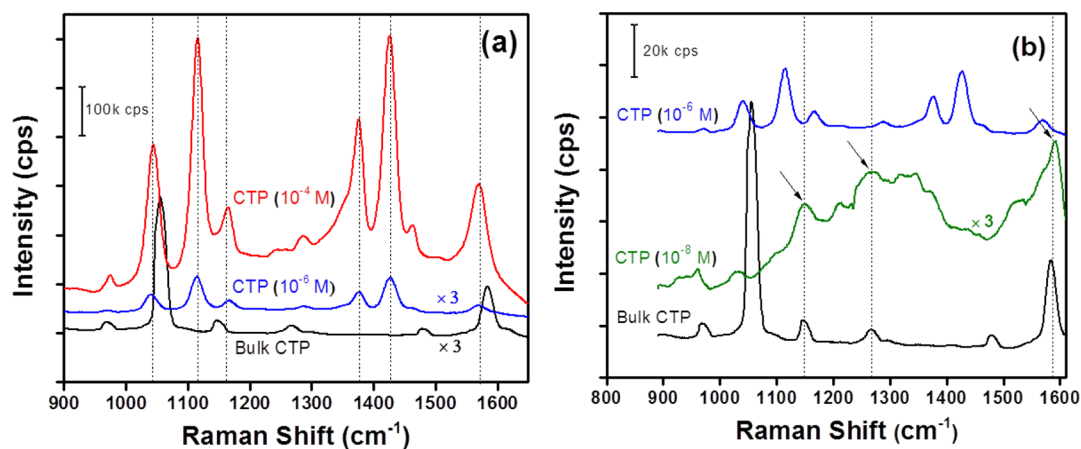 (a)
100k cps
CTP (10⁻⁴ M)
CTP (10⁻⁶ M)
× 3
Bulk CTP
× 3
Intensity (cps)
900 1000 1100 1200 1300 1400 1500 1600
Raman Shift (cm⁻¹)
(b)
20k cps
CTP (10⁻⁶ M)
× 3
CTP (10⁻⁸ M)
Bulk CTP
Intensity (cps)
800 900 1000 1100 1200 1300 1400 1500 1600
Raman Shift (cm⁻¹)